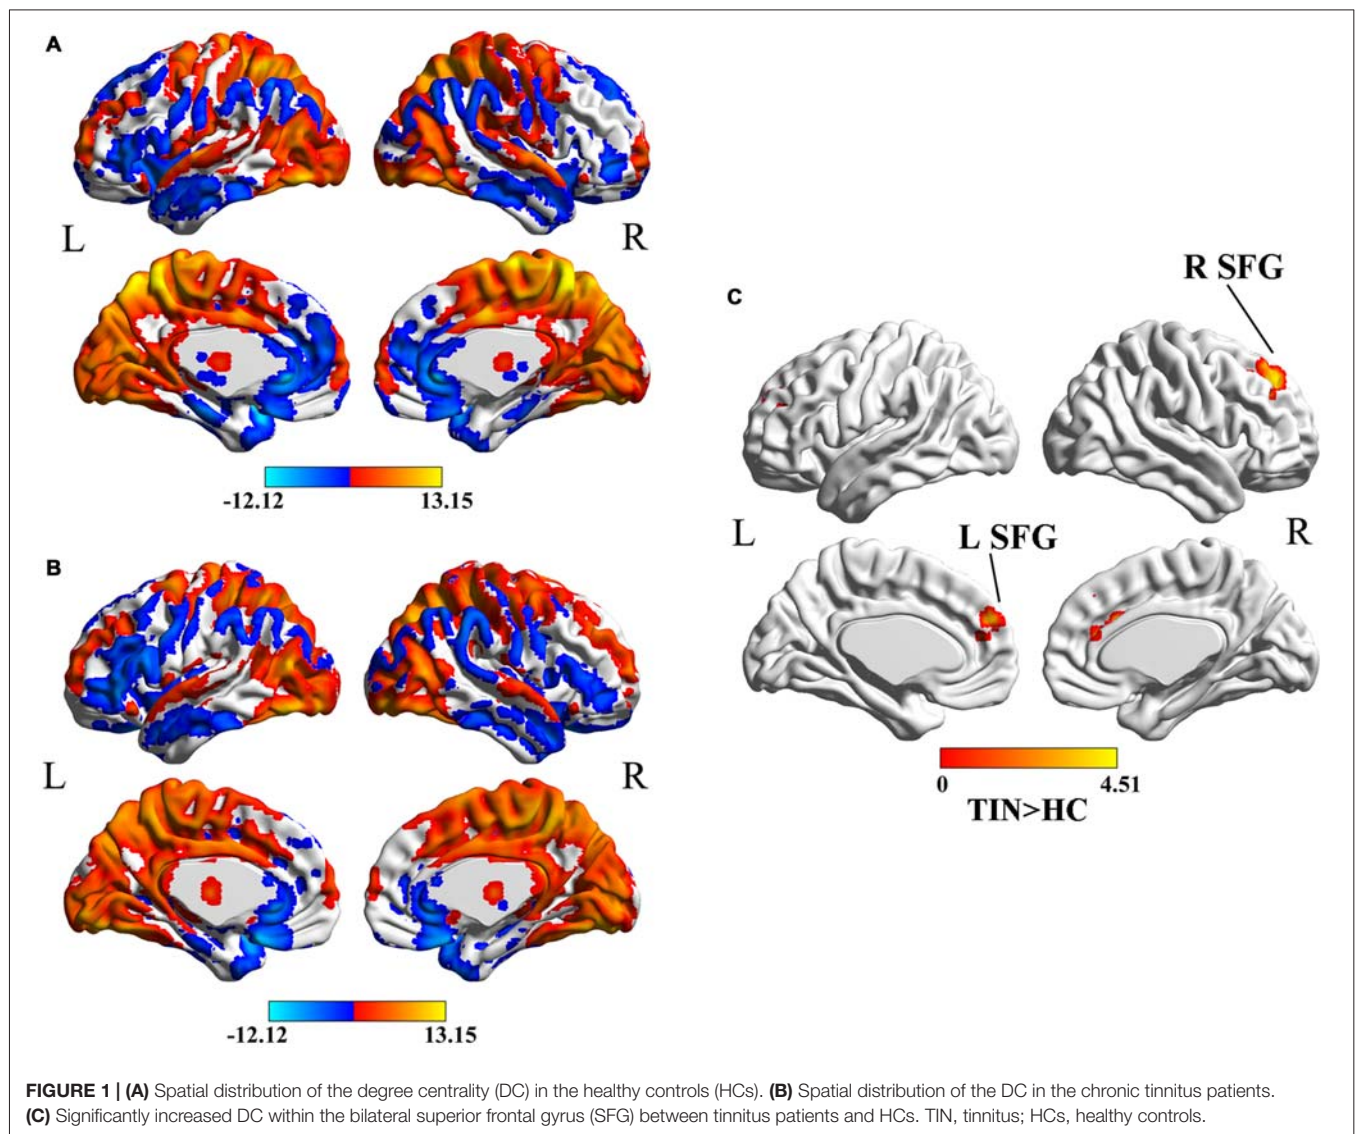 A
L
R
-12.12
13.15
B
L
R
-12.12
13.15
C
R SFG
L
L SFG
R
0
4.51
TIN>HC
FIGURE 1 | (A) Spatial distribution of the degree centrality (DC) in the healthy controls (HCs). (B) Spatial distribution of the DC in the chronic tinnitus patients.
(C) Significantly increased DC within the bilateral superior frontal gyrus (SFG) between tinnitus patients and HCs. TIN, tinnitus; HCs, healthy controls.